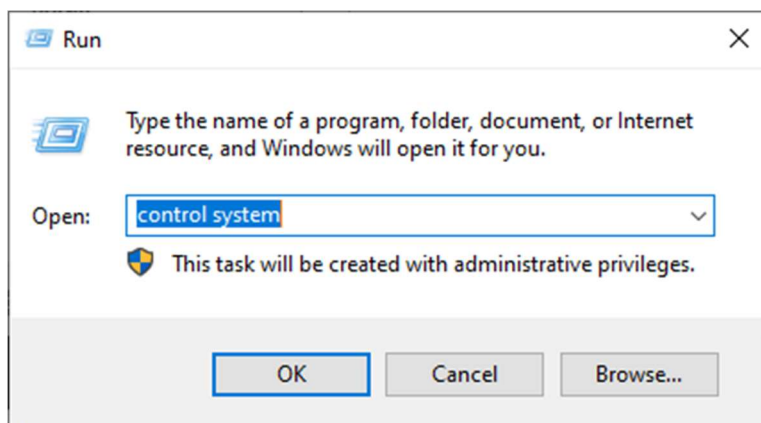 Run
Type the name of a program, folder, document, or Internet
resource, and Windows will open it for you.
Open:
control system
This task will be created with administrative privileges.
OK
Cancel
Browse...